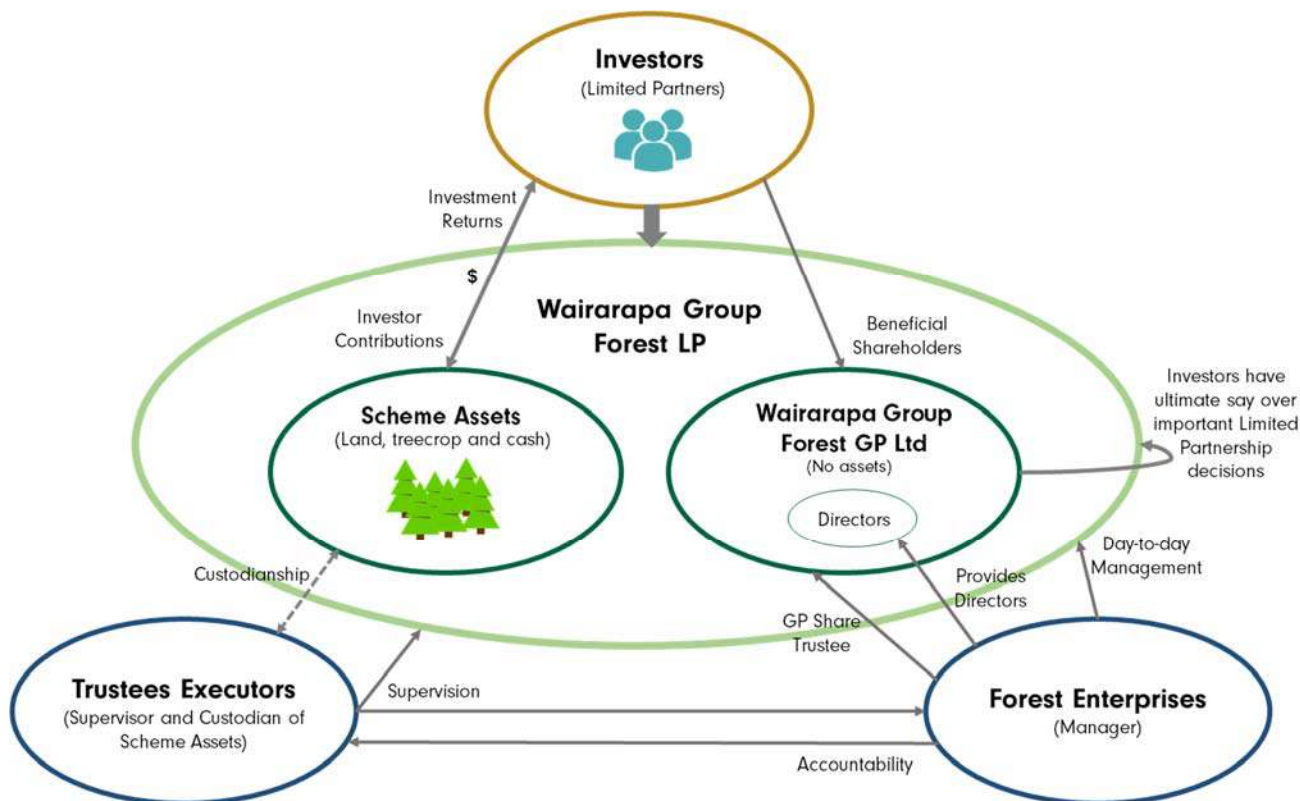 Investors
(Limited Partners)
Investment
Returns
$
Investor
Contributions
Wairarapa Group
Forest LP
Beneficial
Shareholders
Investors have
ultimate say over
important Limited
Partnership
decisions
Scheme Assets
(Land, treecrop and cash)
Wairarapa Group
Forest GP Ltd
(No assets)
Directors
Custodianship
GP Share
Trustee
Provides
Directors
Day-to-day
Management
Trustees Executors
(Supervisor and Custodian of
Scheme Assets)
Supervision
Accountability
Forest Enterprises
(Manager)